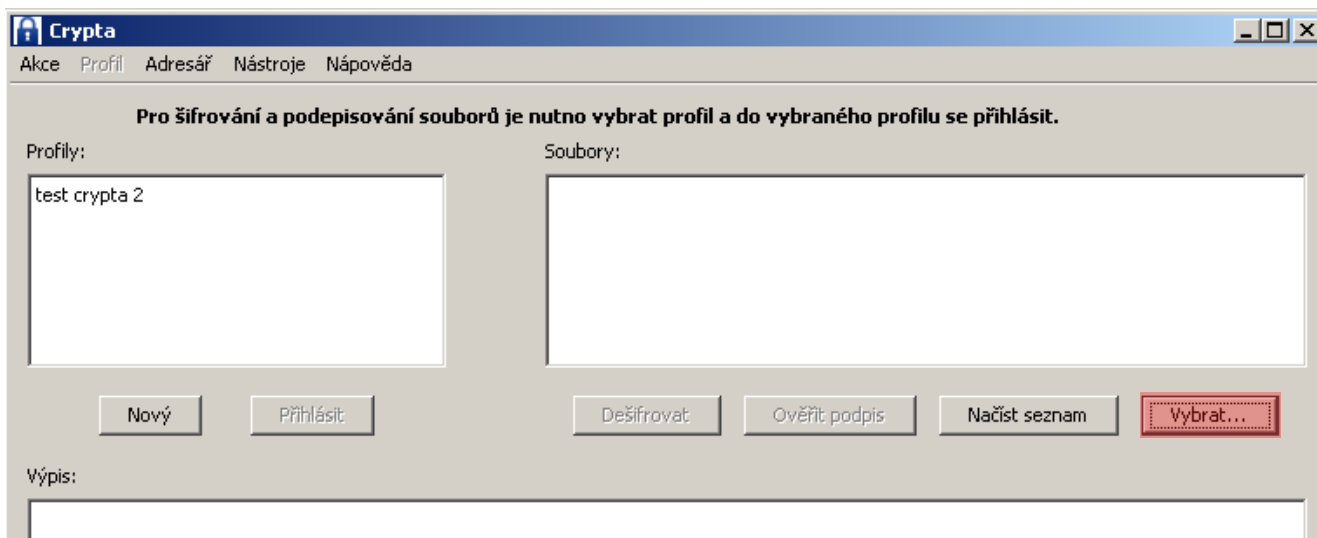 Crypta
Akce Profil Adresář Nástroje Nápověda
Pro šifrování a podepisování souborů je nutno vybrat profil a do vybraného profilu se přihlásit.
Profily: Soubory:
test crypta 2
Nový Přihlásit Dešifrovat Ověřit podpis Načíst seznam Vybrat...
Výpis: